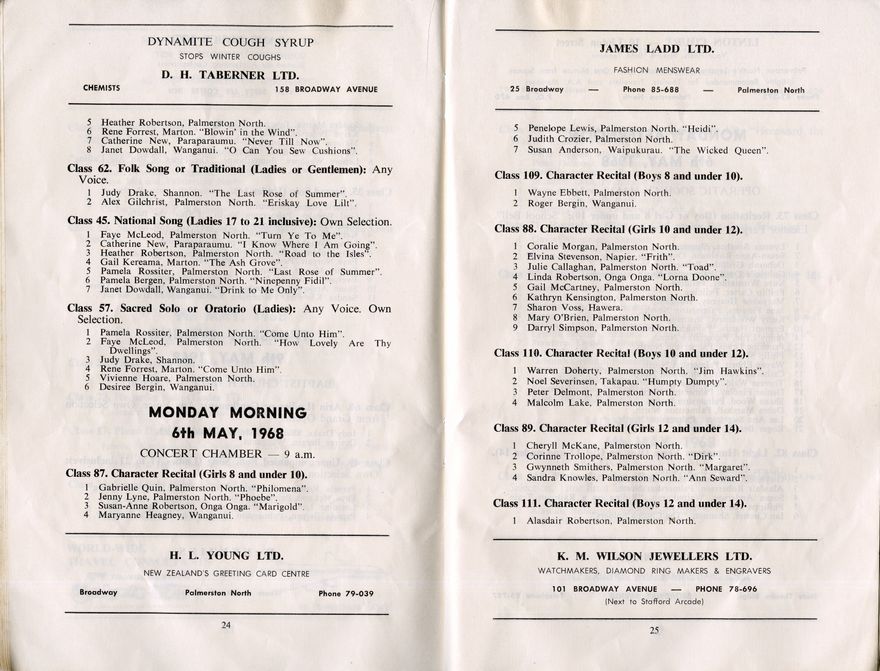 DYNAMITE COUGH SYRUP
STOPS WINTER COUGHS
D. H. TABERNER LTD.
CHEMISTS 158 BROADWAY AVENUE
5 Heather Robertson, Palmerston North.
6 Rene Forrest, Marton. "Blowin' in the Wind".
7 Catherine New, Paraparaumu. "Never Till Now".
8 Janet Dowdall, Wanganui. "O Can You Sew Cushions".
Class 62. Folk Song or Traditional (Ladies or Gentlemen): Any
Voice.
1 Judy Drake, Shannon. "The Last Rose of Summer".
2 Alex Gilchrist, Palmerston North. "Eriskay Love Lilt".
Class 45. National Song (Ladies 17 to 21 inclusive): Own Selection.
1 Faye McLeod, Palmerston North. "Turn Ye To Me".
2 Catherine New, Paraparaumu. "I Know Where I Am Going".
3 Heather Robertson, Palmerston North. "Road to the Isles".
4 Gail Kereama, Marton. "The Ash Grove".
5 Pamela Rossiter, Palmerston North. "Last Rose of Summer".
6 Pamela Bergen, Palmerston North. "Ninepenny Fidil".
7 Janet Dowdall, Wanganui. "Drink to Me Only".
Class 57. Sacred Solo or Oratorio (Ladies): Any Voice. Own
Selection.
1 Pamela Rossiter, Palmerston North. "Come Unto Him".
2 Faye McLeod, Palmerston North. "How Lovely Are Thy
Dwellings".
3 Judy Drake, Shannon.
4 Rene Forrest, Marton. "Come Unto Him".
5 Vivienne Hoare, Palmerston North.
6 Desiree Bergin, Wanganui.
MONDAY MORNING
6th MAY, 1968
CONCERT CHAMBER — 9 a.m.
Class 87. Character Recital (Girls 8 and under 10).
1 Gabrielle Quin, Palmerston North. "Philomena".
2 Jenny Lyne, Palmerston North. "Phoebe".
3 Susan-Anne Robertson, Onga Onga. "Marigold".
4 Maryanne Heagney, Wanganui.
H. L. YOUNG LTD.
NEW ZEALAND'S GREETING CARD CENTRE
Broadway Palmerston North Phone 79-039
24
JAMES LADD LTD.
FASHION MENSWEAR
25 Broadway — Phone 85-688 — Palmerston North
5 Penelope Lewis, Palmerston North. "Heidi".
6 Judith Crozier, Palmerston North.
7 Susan Anderson, Waipukurau. "The Wicked Queen".
Class 109. Character Recital (Boys 8 and under 10).
1 Wayne Ebbett, Palmerston North.
2 Roger Bergin, Wanganui.
Class 88. Character Recital (Girls 10 and under 12).
1 Coralie Morgan, Palmerston North.
2 Elvina Stevenson, Napier. "Frith".
3 Julie Callaghan, Palmerston North. "Toad".
4 Linda Robertson, Onga Onga. "Lorna Doone".
5 Gail McCartney, Palmerston North.
6 Kathryn Kensington, Palmerston North.
7 Sharon Voss, Hawera.
8 Mary O'Brien, Palmerston North.
9 Darryl Simpson, Palmerston North.
Class 110. Character Recital (Boys 10 and under 12).
1 Warren Doherty, Palmerston North. "Jim Hawkins".
2 Noel Severinsen, Takapau. "Humpty Dumpty".
3 Peter Delmont, Palmerston North.
4 Malcolm Lake, Palmerston North.
Class 89. Character Recital (Girls 12 and under 14).
1 Cheryll McKane, Palmerston North.
2 Corinne Trollope, Palmerston North. "Dirk".
3 Gwynneth Smithers, Palmerston North. "Margaret".
4 Sandra Knowles, Palmerston North. "Ann Seward".
Class 111. Character Recital (Boys 12 and under 14).
1 Alasdair Robertson, Palmerston North.
K. M. WILSON JEWELLERS LTD.
WATCHMAKERS, DIAMOND RING MAKERS & ENGRAVERS
101 BROADWAY AVENUE — PHONE 78-696
(Next to Stafford Arcade)
25